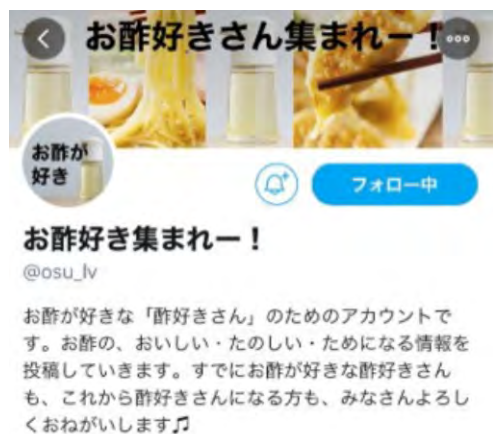 お酢好きさん集まれー！
お酢が
好き
フォロー中
お酢好き集まれー！
@osu_lv
お酢が好きな「酢好きさん」のためのアカウントで
す。お酢の、おいしい・たのしい・ためになる情報を
投稿していきます。すでにお酢が好きな酢好きさん
も、これから酢好きさんになる方も、みなさんよろし
くおねがいします♫